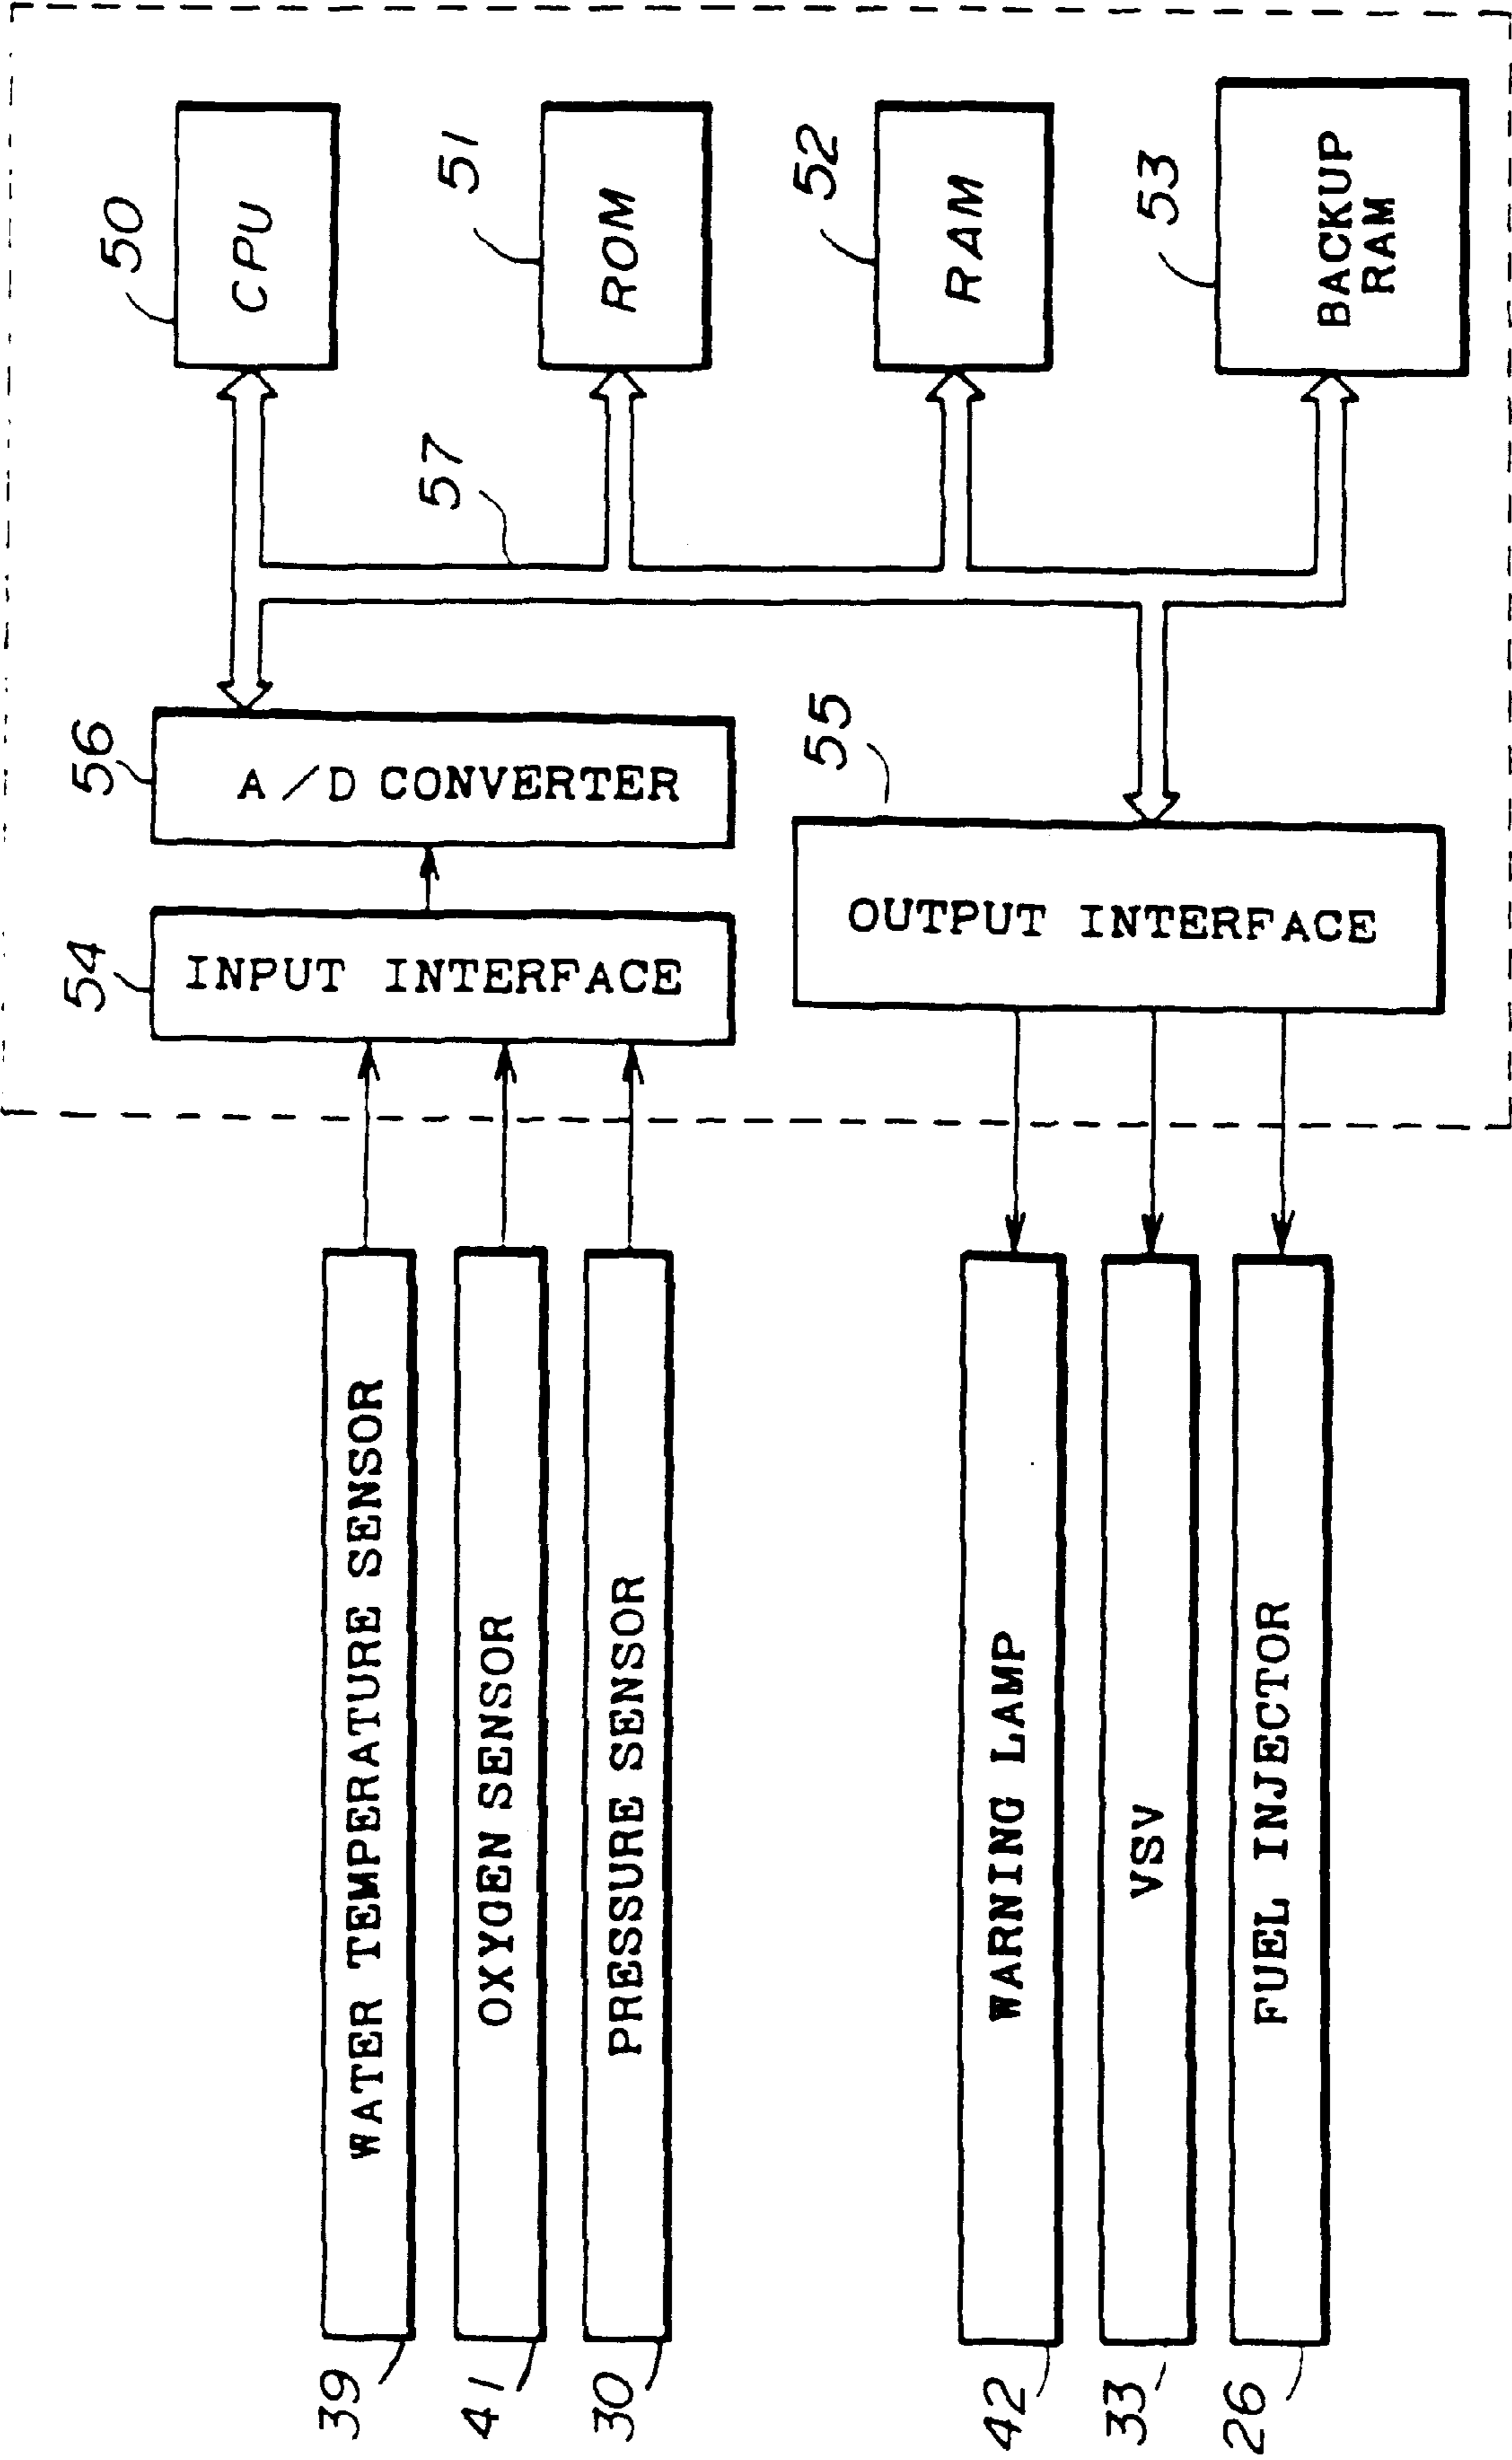 50
CPU
51
ROM
52
RAM
53
BACKUP
RAM
57
56
A/D CONVERTER
54
INPUT INTERFACE
55
OUTPUT INTERFACE
39
WATER TEMPERATURE SENSOR
41
OXYGEN SENSOR
30
PRESSURE SENSOR
42
WARNING LAMP
33
VSV
26
FUEL INJECTOR